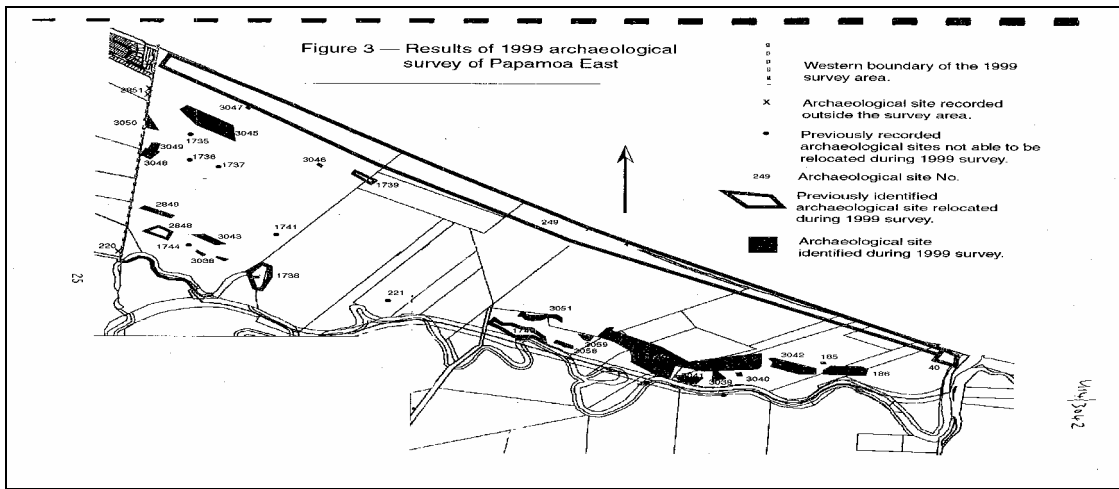 Figure 3 — Results of 1999 archaeological
survey of Papamoa East
Western boundary of the 1999
survey area.
x Archaeological site recorded
outside the survey area.
Previously recorded
archaeological sites not able to be
relocated during 1999 survey.
249 Archaeological site No.
Previously identified
archaeological site relocated
during 1999 survey.
Archaeological site
identified during 1999 survey.
2851
3047
3050
3045
1735
3049
3048
1736
1737
3046
1739
2849
2848
3043
1741
1744
3038
220
1738
249
221
3051
3059
3058
3042
185
186
3041
3039
3040
40
25
U14/3042